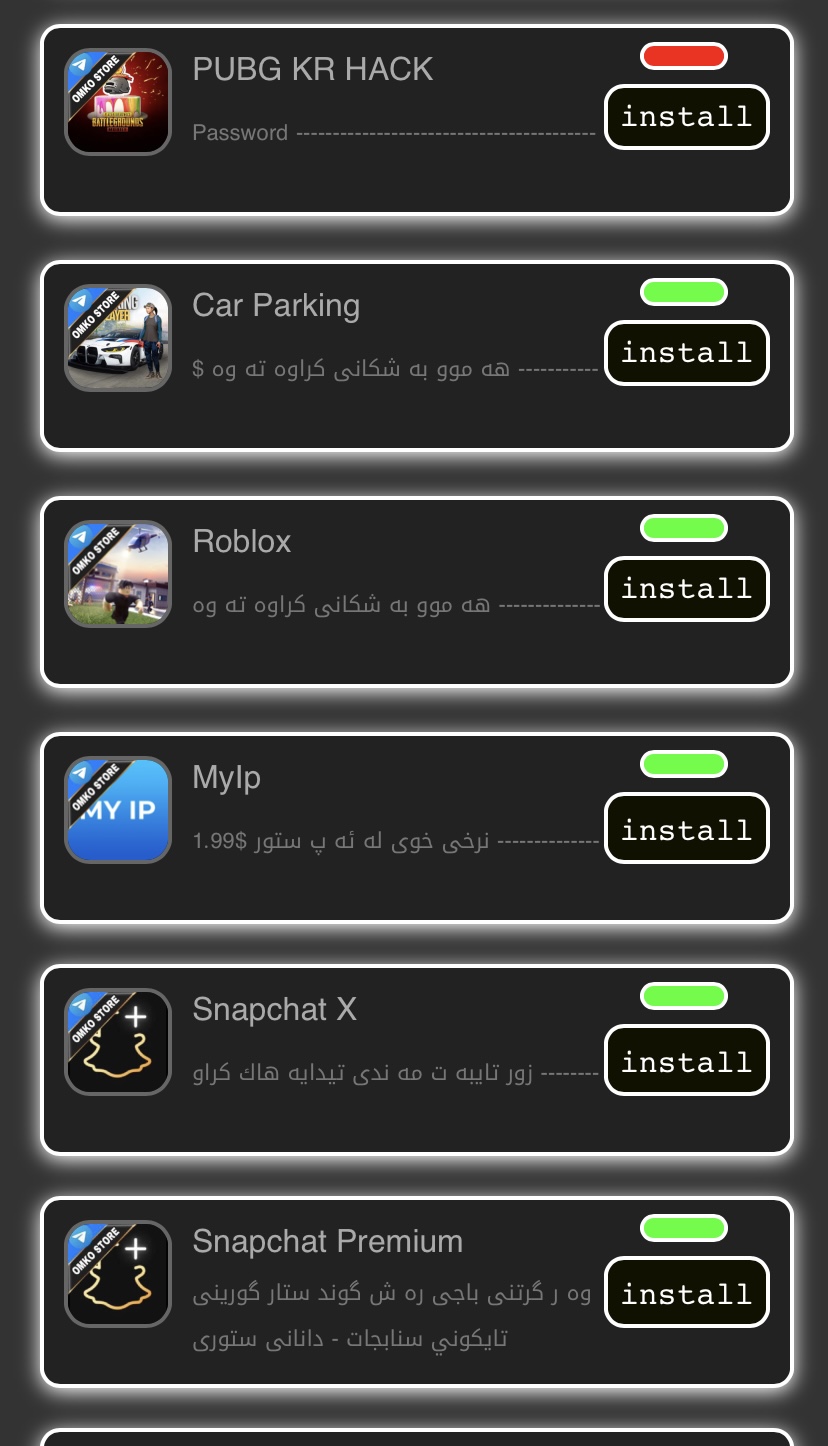 OMKO STORE
PUBG KR HACK
install
BATTLEGROUNDS
Password -----------------------------------------
OMKO STORE
Car Parking
install
هه موو به شكانى كراوه ته وه $ -----------
OMKO STORE
Roblox
install
هه موو به شكانى كراوه ته وه --------------
OMKO STORE
MY IP
MyIp
install
نرخى خوى له ئه پ ستور 1.99$ --------------
OMKO STORE
Snapchat X
install
زور تايبه ت مه ندى تيدايه هاك كراو --------
OMKO STORE
Snapchat Premium
install
وه ر گرتنى باجى ره ش گوند ستار گورينى
تايكوني سنابجات - دانانى ستورى